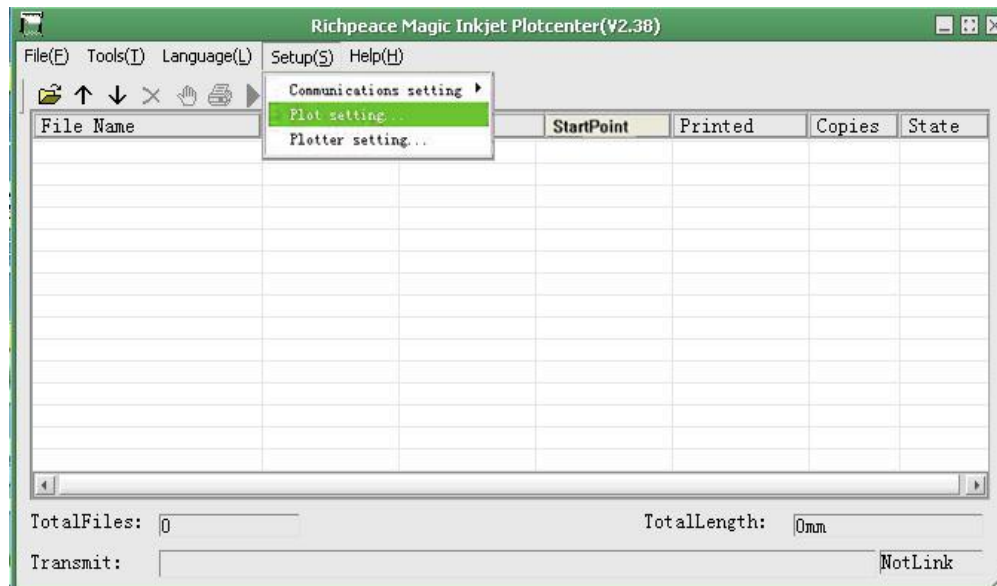 Richpeace Magic Inkjet Plotcenter(V2.38)
File(F) Tools(T) Language(L) Setup(S) Help(H)
Communications setting
Plot setting...
Plotter setting...
File Name StartPoint Printed Copies State
TotalFiles: 0 TotalLength: 0mm
Transmit: NotLink